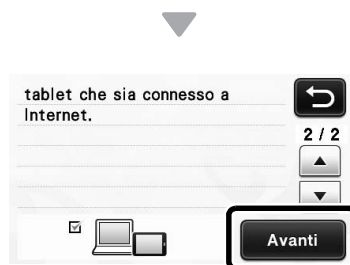 tablet che sia connesso a
Internet.
2 / 2
Avanti